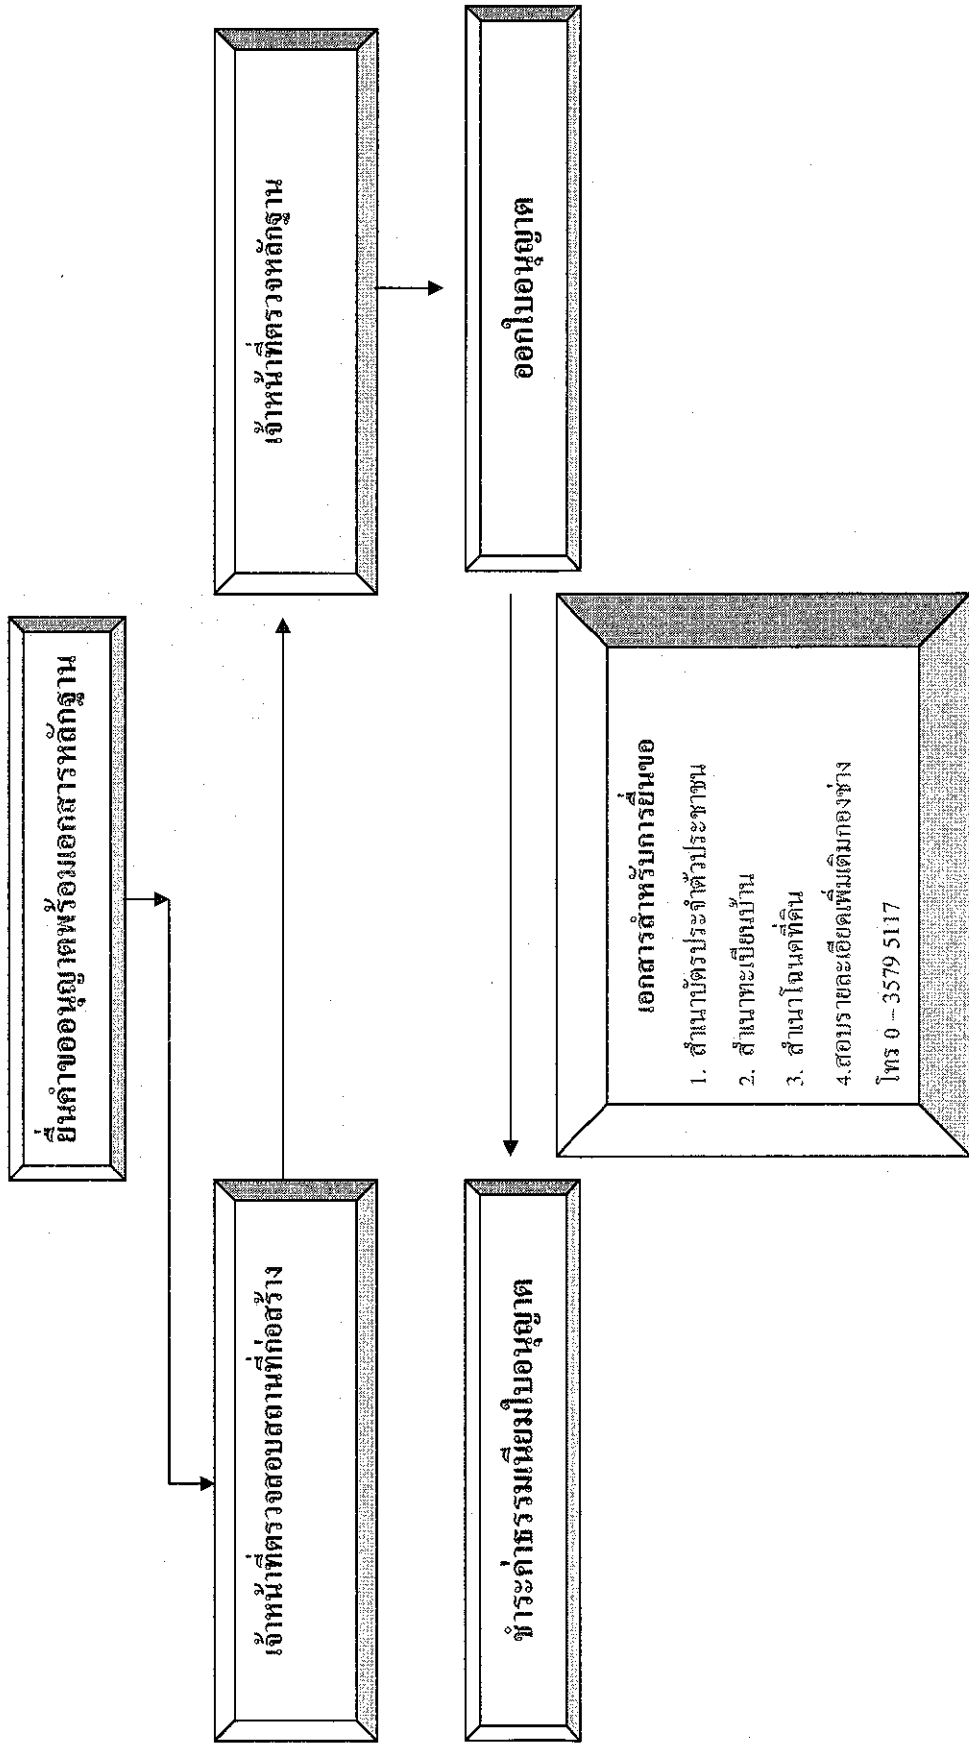 ยื่นคำขออนุญาตพร้อมเอกสารหลักฐาน
เจ้าหน้าที่ตรวจสอบสถานที่ก่อสร้าง
เจ้าหน้าที่ตรวจหลักฐาน
ออกใบอนุญาต
ชำระค่าธรรมเนียมใบอนุญาต
เอกสารสำหรับการยื่นขอ
1. สำเนาบัตรประจำตัวประชาชน
2. สำเนาทะเบียนบ้าน
3. สำเนาโฉนดที่ดิน
4.สอบรายละเอียดเพิ่มเติมกองช่าง
โทร 0 – 3579 5117